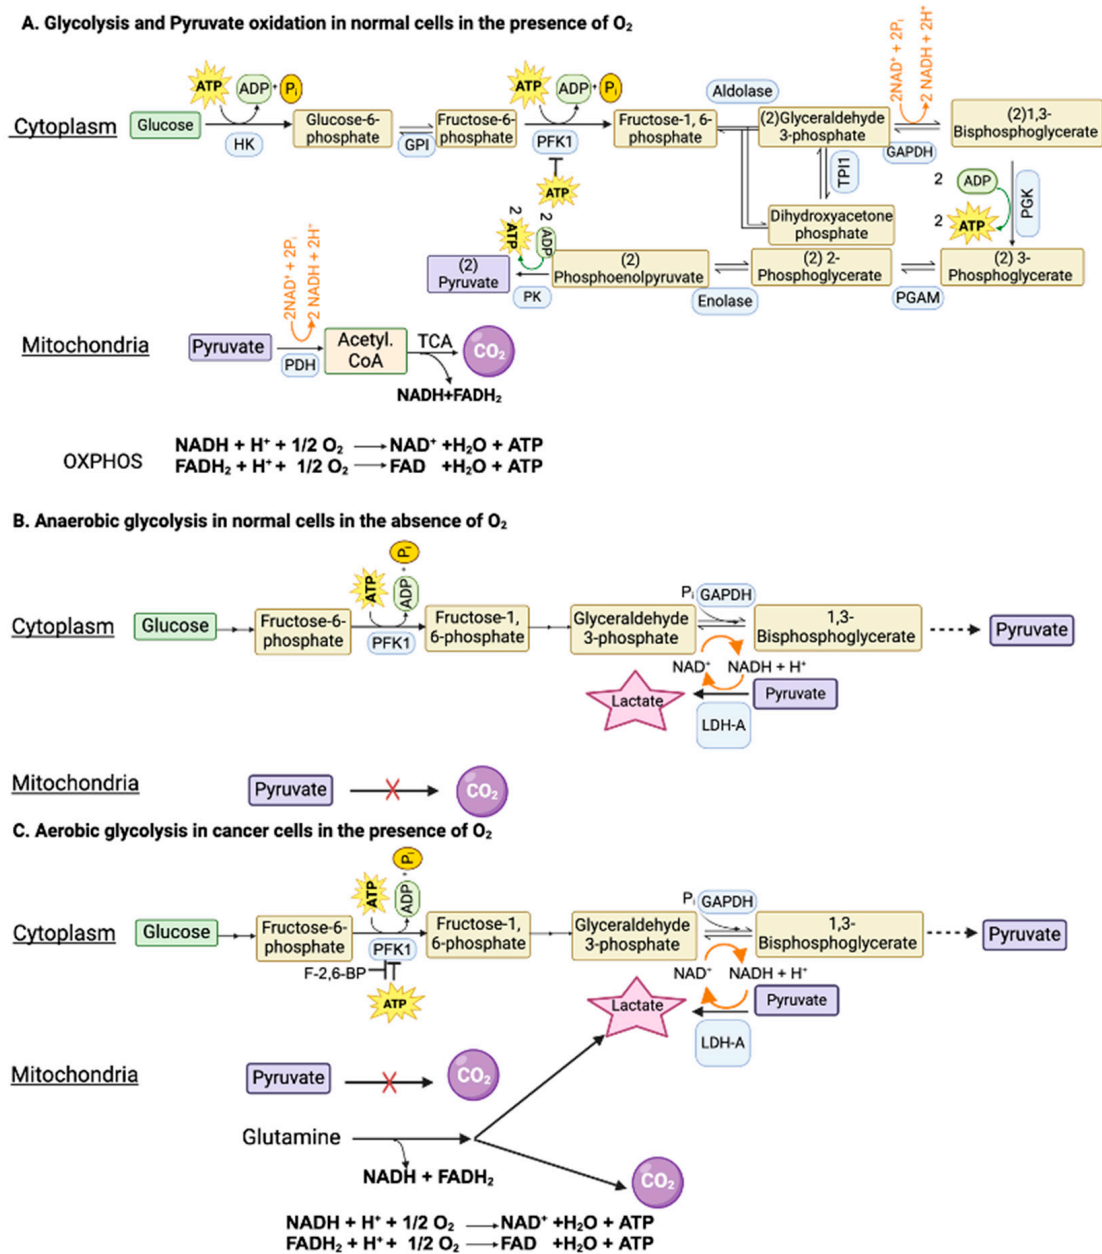 A. Glycolysis and Pyruvate oxidation in normal cells in the presence of O₂
2NAD⁺ + 2Pᵢ
2 NADH + 2H⁺
ATP
ADP + Pᵢ
ATP
ADP + Pᵢ
Aldolase
Cytoplasm
Glucose
HK
Glucose-6-
phosphate
GPI
Fructose-6-
phosphate
PFK1
Fructose-1, 6-
phosphate
(2)Glyceraldehyde
3-phosphate
GAPDH
(2)1,3-
Bisphosphoglycerate
ATP
TPI1
2 ADP
2 ATP
PGK
Dihydroxyacetone
phosphate
2 ATP
2 ADP
(2)
Pyruvate
PK
(2)
Phosphoenolpyruvate
Enolase
(2) 2-
Phosphoglycerate
PGAM
(2) 3-
Phosphoglycerate
2NAD⁺ + 2Pᵢ
2 NADH + 2H⁺
Mitochondria
Pyruvate
PDH
Acetyl.
CoA
TCA
CO₂
NADH+FADH₂
OXPHOS
NADH + H⁺ + 1/2 O₂ → NAD⁺ +H₂O + ATP
FADH₂ + H⁺ + 1/2 O₂ → FAD +H₂O + ATP
B. Anaerobic glycolysis in normal cells in the absence of O₂
ATP
ADP + Pᵢ
Cytoplasm
Glucose
Fructose-6-
phosphate
PFK1
Fructose-1,
6-phosphate
Glyceraldehyde
3-phosphate
Pᵢ
GAPDH
1,3-
Bisphosphoglycerate
Pyruvate
NAD⁺
NADH + H⁺
Lactate
Pyruvate
LDH-A
Mitochondria
Pyruvate
CO₂
C. Aerobic glycolysis in cancer cells in the presence of O₂
ATP
ADP + Pᵢ
Cytoplasm
Glucose
Fructose-6-
phosphate
PFK1
Fructose-1,
6-phosphate
Glyceraldehyde
3-phosphate
Pᵢ
GAPDH
1,3-
Bisphosphoglycerate
Pyruvate
F-2,6-BP
ATP
NAD⁺
NADH + H⁺
Lactate
Pyruvate
LDH-A
Mitochondria
Pyruvate
CO₂
Glutamine
NADH + FADH₂
CO₂
NADH + H⁺ + 1/2 O₂ → NAD⁺ +H₂O + ATP
FADH₂ + H⁺ + 1/2 O₂ → FAD +H₂O + ATP